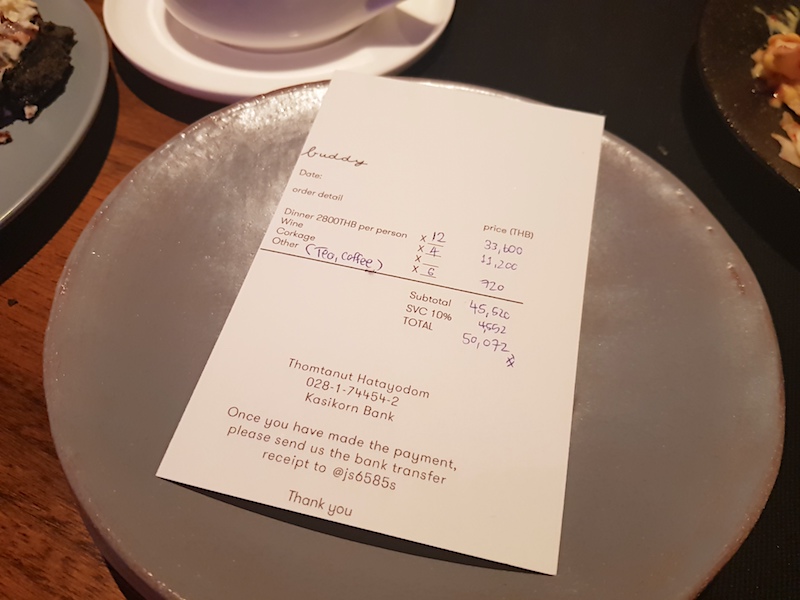 buddy
Date:
order detail
price (THB)
Dinner 2800THB per person x 12 33,600
Wine x 4 11,200
Corkage x
Other (Tea, Coffee) x 6 920
Subtotal 45,520
SVC 10% 4552
TOTAL 50,072
Thomtanut Hatayodom
028-1-74454-2
Kasikorn Bank
Once you have made the payment,
please send us the bank transfer
receipt to @js6585s
Thank you